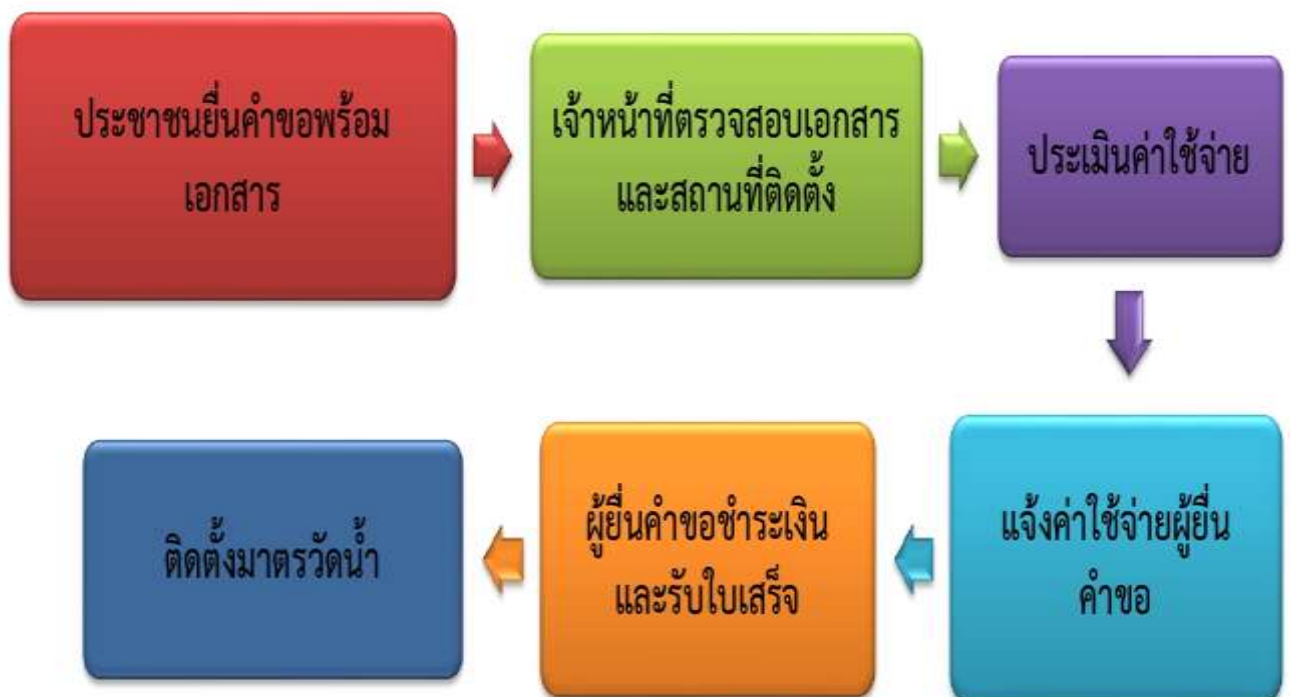 ประชาชนยื่นคำขอพร้อม
เอกสาร
เจ้าหน้าที่ตรวจสอบเอกสาร
และสถานที่ติดตั้ง
ประเมินค่าใช้จ่าย
แจ้งค่าใช้จ่ายผู้ยื่น
คำขอ
ผู้ยื่นคำขอชำระเงิน
และรับใบเสร็จ
ติดตั้งมาตรวัดน้ำ